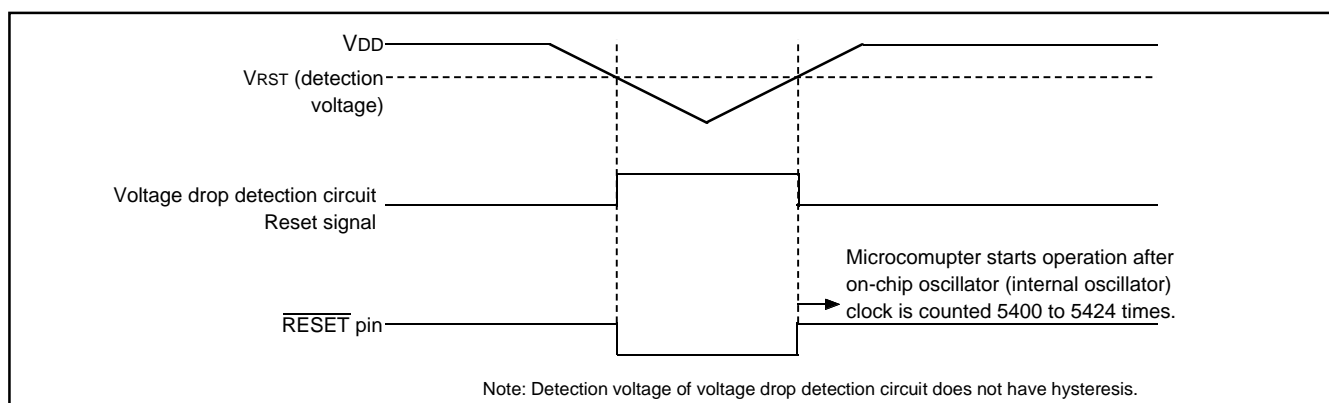 VDD
VRST (detection
voltage)
Voltage drop detection circuit
Reset signal
Microcomupter starts operation after
on-chip oscillator (internal oscillator)
clock is counted 5400 to 5424 times.
RESET pin
Note: Detection voltage of voltage drop detection circuit does not have hysteresis.